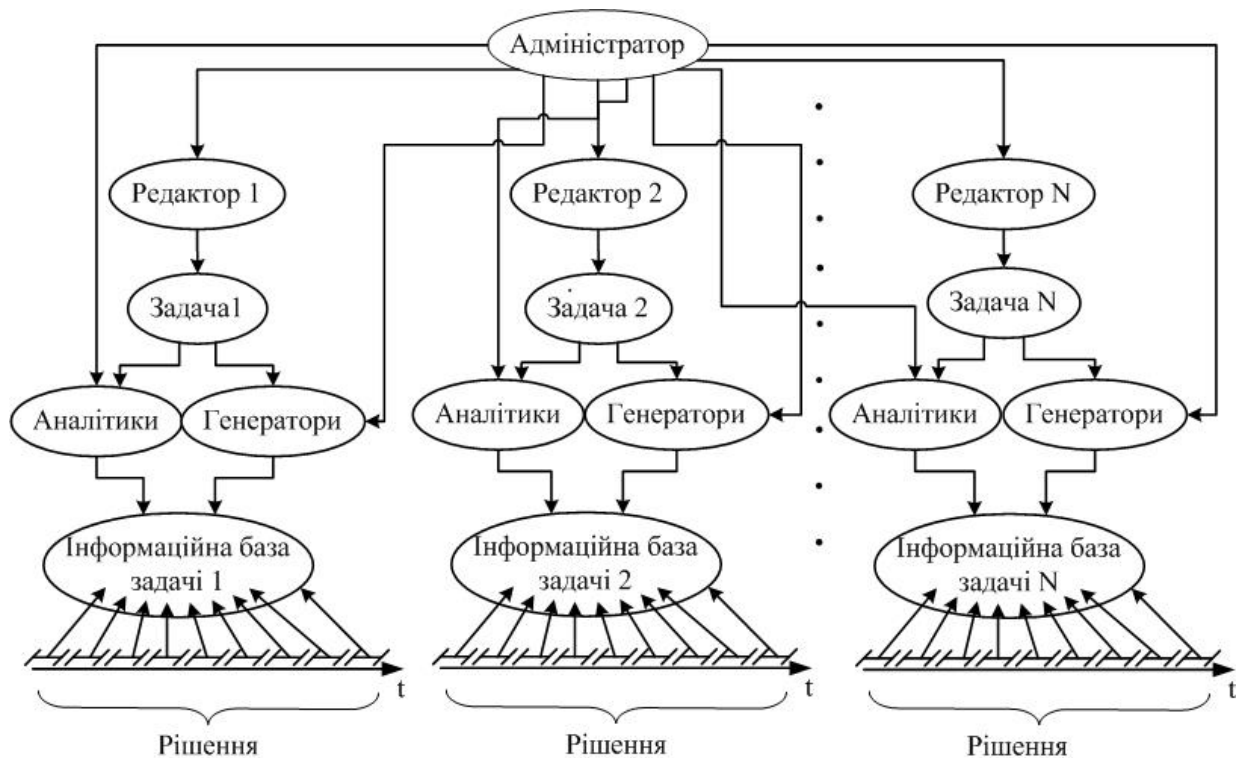 Адміністратор
Редактор 1
Редактор 2
Редактор N
Задача1
Задача 2
Задача N
Аналітики
Генератори
Аналітики
Генератори
Аналітики
Генератори
Інформаційна база
задачі 1
Інформаційна база
задачі 2
Інформаційна база
задачі N
t
t
t
Рішення
Рішення
Рішення